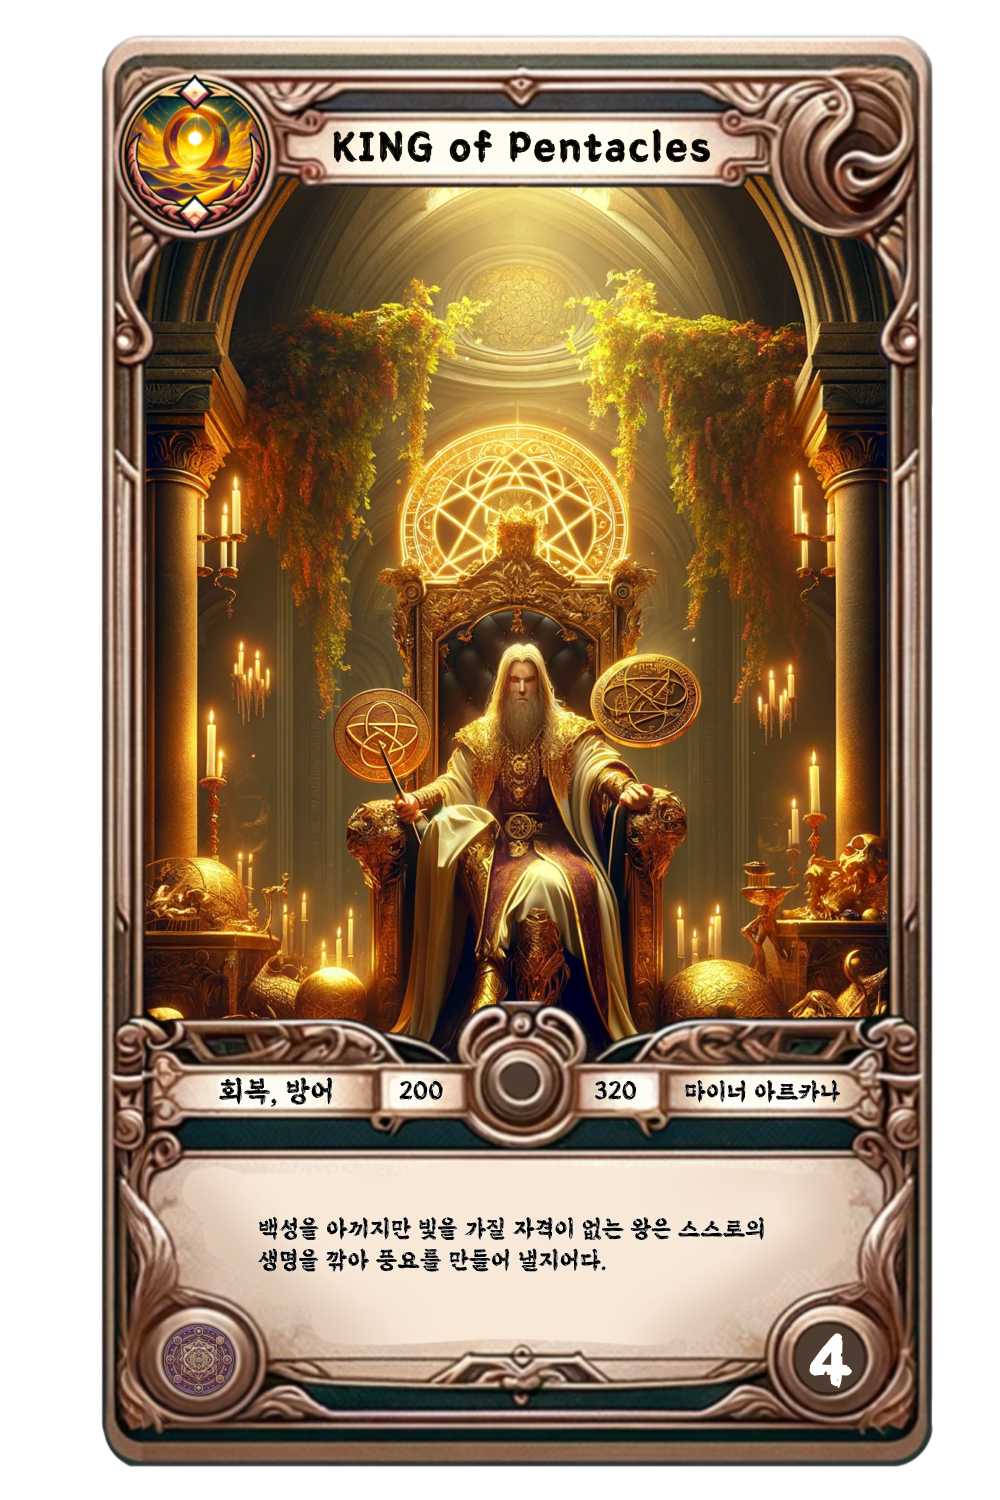 KING of Pentacles
회복, 방어
200
320
마이너 아르카나
백성을 아끼지만 빛을 가질 자격이 없는 왕은 스스로의
생명을 깎아 풍요를 만들어 낼지어다.
4